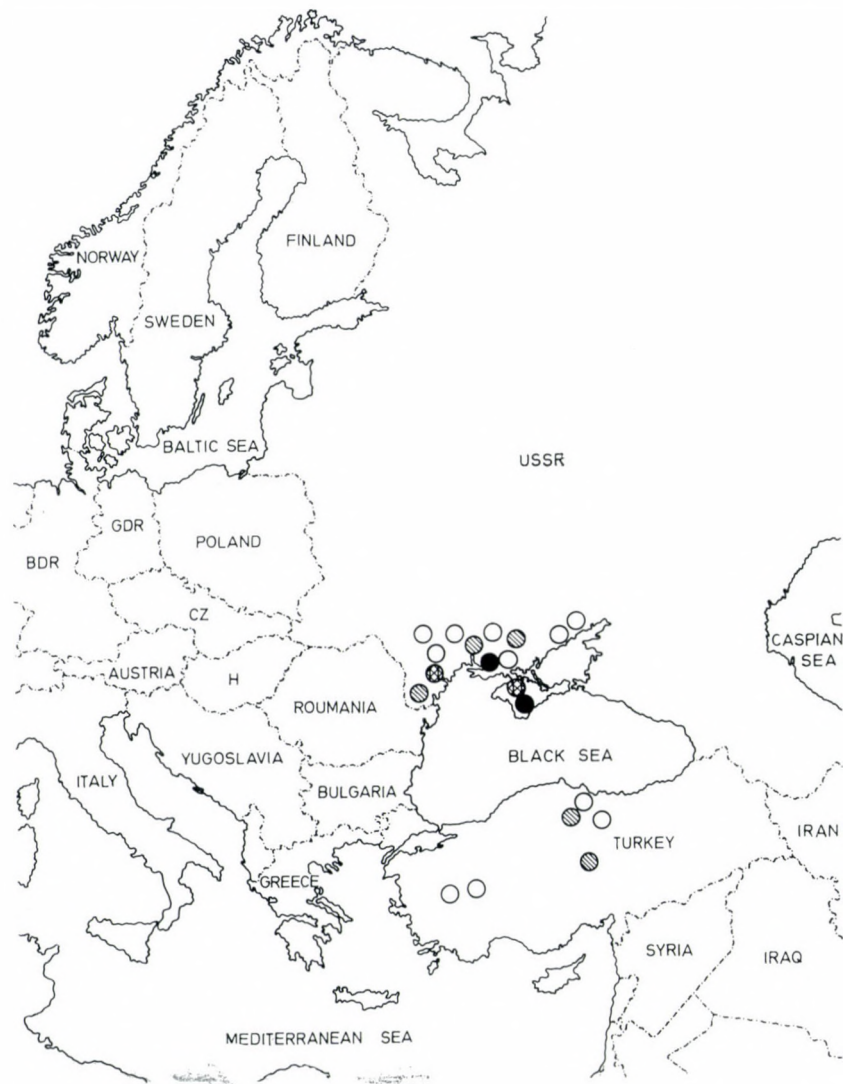 FINLAND
NORWAY
SWEDEN
BALTIC SEA
USSR
GDR
POLAND
BDR
CZ
CASPIAN
SEA
AUSTRIA
H
ROUMANIA
YUGOSLAVIA
BLACK SEA
ITALY
BULGARIA
IRAN
TURKEY
GREECE
SYRIA
IRAQ
MEDITERRANEAN SEA